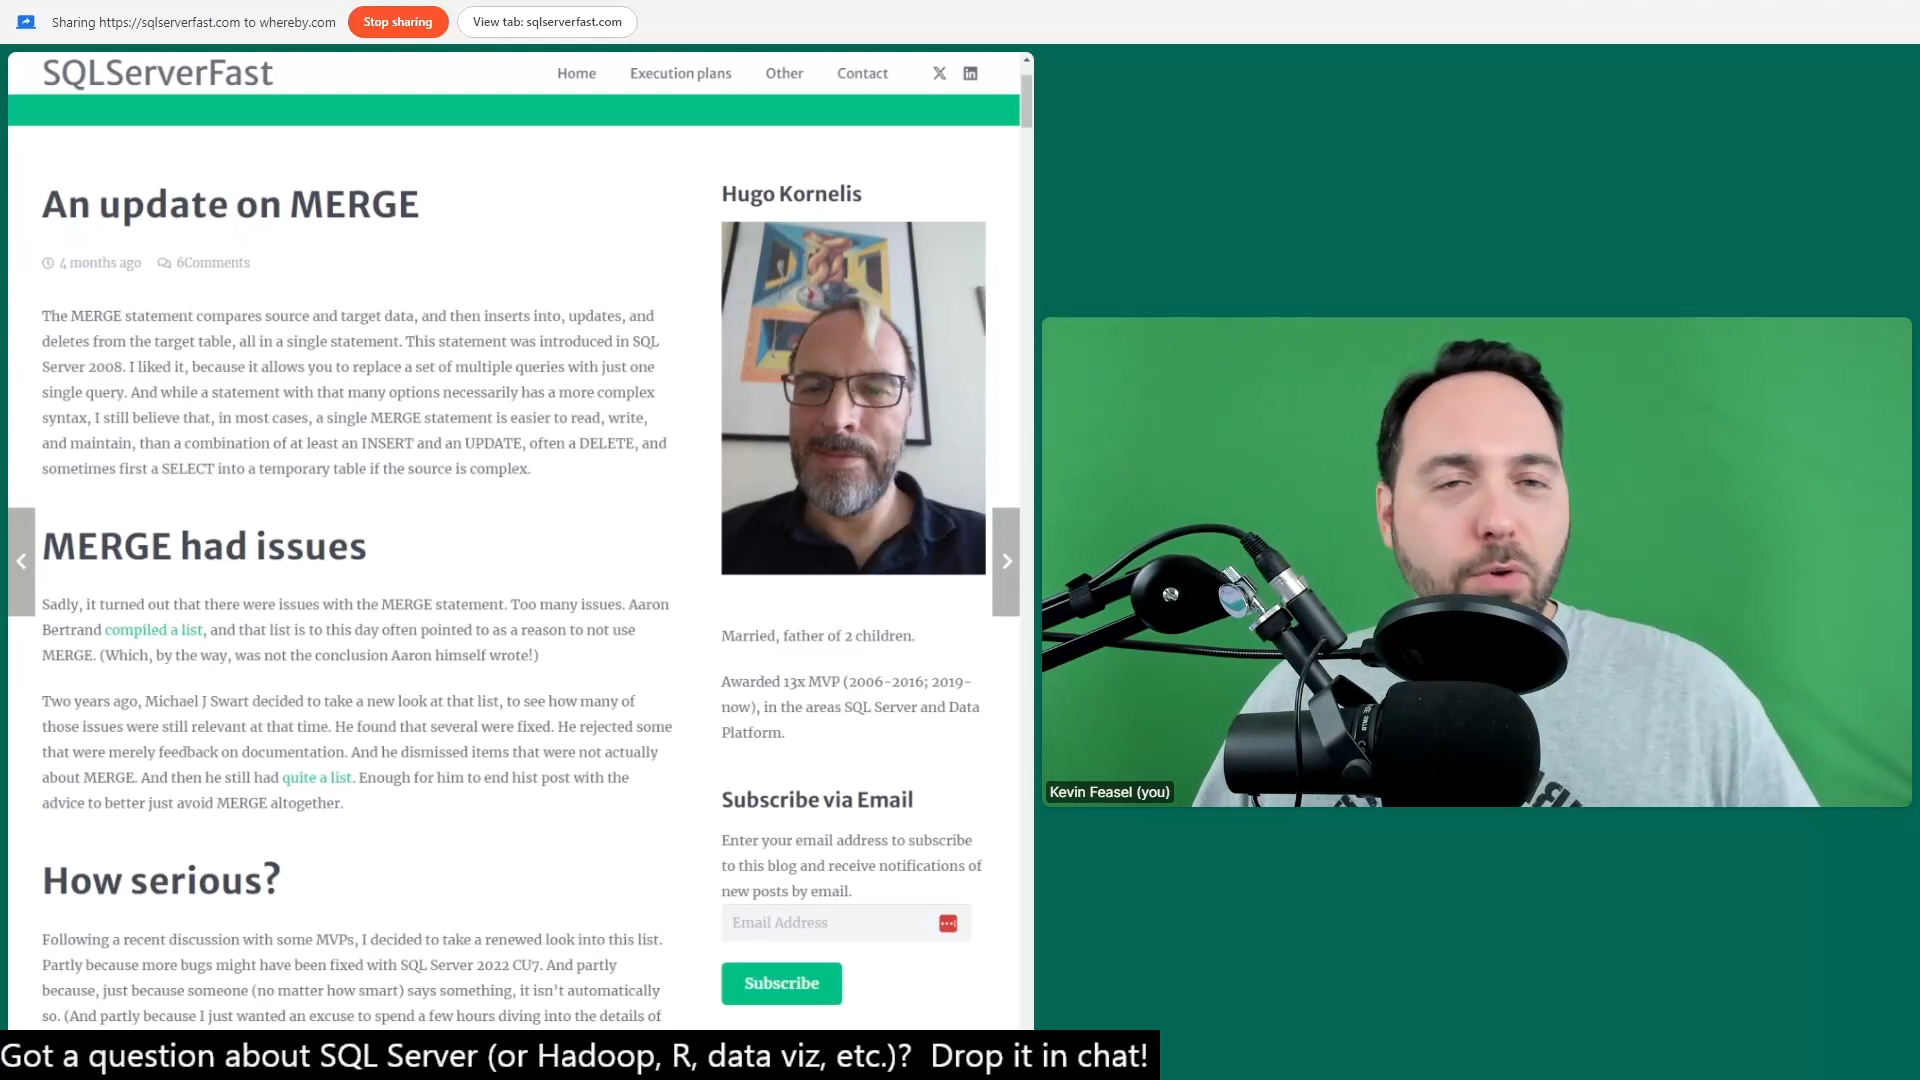 Sharing https://sqlserverfast.com to whereby.com
Stop sharing
View tab: sqlserverfast.com
SQLServerFast
Home
Execution plans
Other
Contact
An update on MERGE
4 months ago
6Comments
The MERGE statement compares source and target data, and then inserts into, updates, and
deletes from the target table, all in a single statement. This statement was introduced in SQL
Server 2008. I liked it, because it allows you to replace a set of multiple queries with just one
single query. And while a statement with that many options necessarily has a more complex
syntax, I still believe that, in most cases, a single MERGE statement is easier to read, write,
and maintain, than a combination of at least an INSERT and an UPDATE, often a DELETE, and
sometimes first a SELECT into a temporary table if the source is complex.
MERGE had issues
Sadly, it turned out that there were issues with the MERGE statement. Too many issues. Aaron
Bertrand compiled a list, and that list is to this day often pointed to as a reason to not use
MERGE. (Which, by the way, was not the conclusion Aaron himself wrote!)
Two years ago, Michael J Swart decided to take a new look at that list, to see how many of
those issues were still relevant at that time. He found that several were fixed. He rejected some
that were merely feedback on documentation. And he dismissed items that were not actually
about MERGE. And then he still had quite a list. Enough for him to end hist post with the
advice to better just avoid MERGE altogether.
How serious?
Following a recent discussion with some MVPs, I decided to take a renewed look into this list.
Partly because more bugs might have been fixed with SQL Server 2022 CU7. And partly
because, just because someone (no matter how smart) says something, it isn't automatically
so. (And partly because I just wanted an excuse to spend a few hours diving into the details of
Hugo Kornelis
Married, father of 2 children.
Awarded 13x MVP (2006-2016; 2019-
now), in the areas SQL Server and Data
Platform.
Subscribe via Email
Enter your email address to subscribe
to this blog and receive notifications of
new posts by email.
Email Address
Subscribe
Kevin Feasel (you)
Got a question about SQL Server (or Hadoop, R, data viz, etc.)? Drop it in chat!